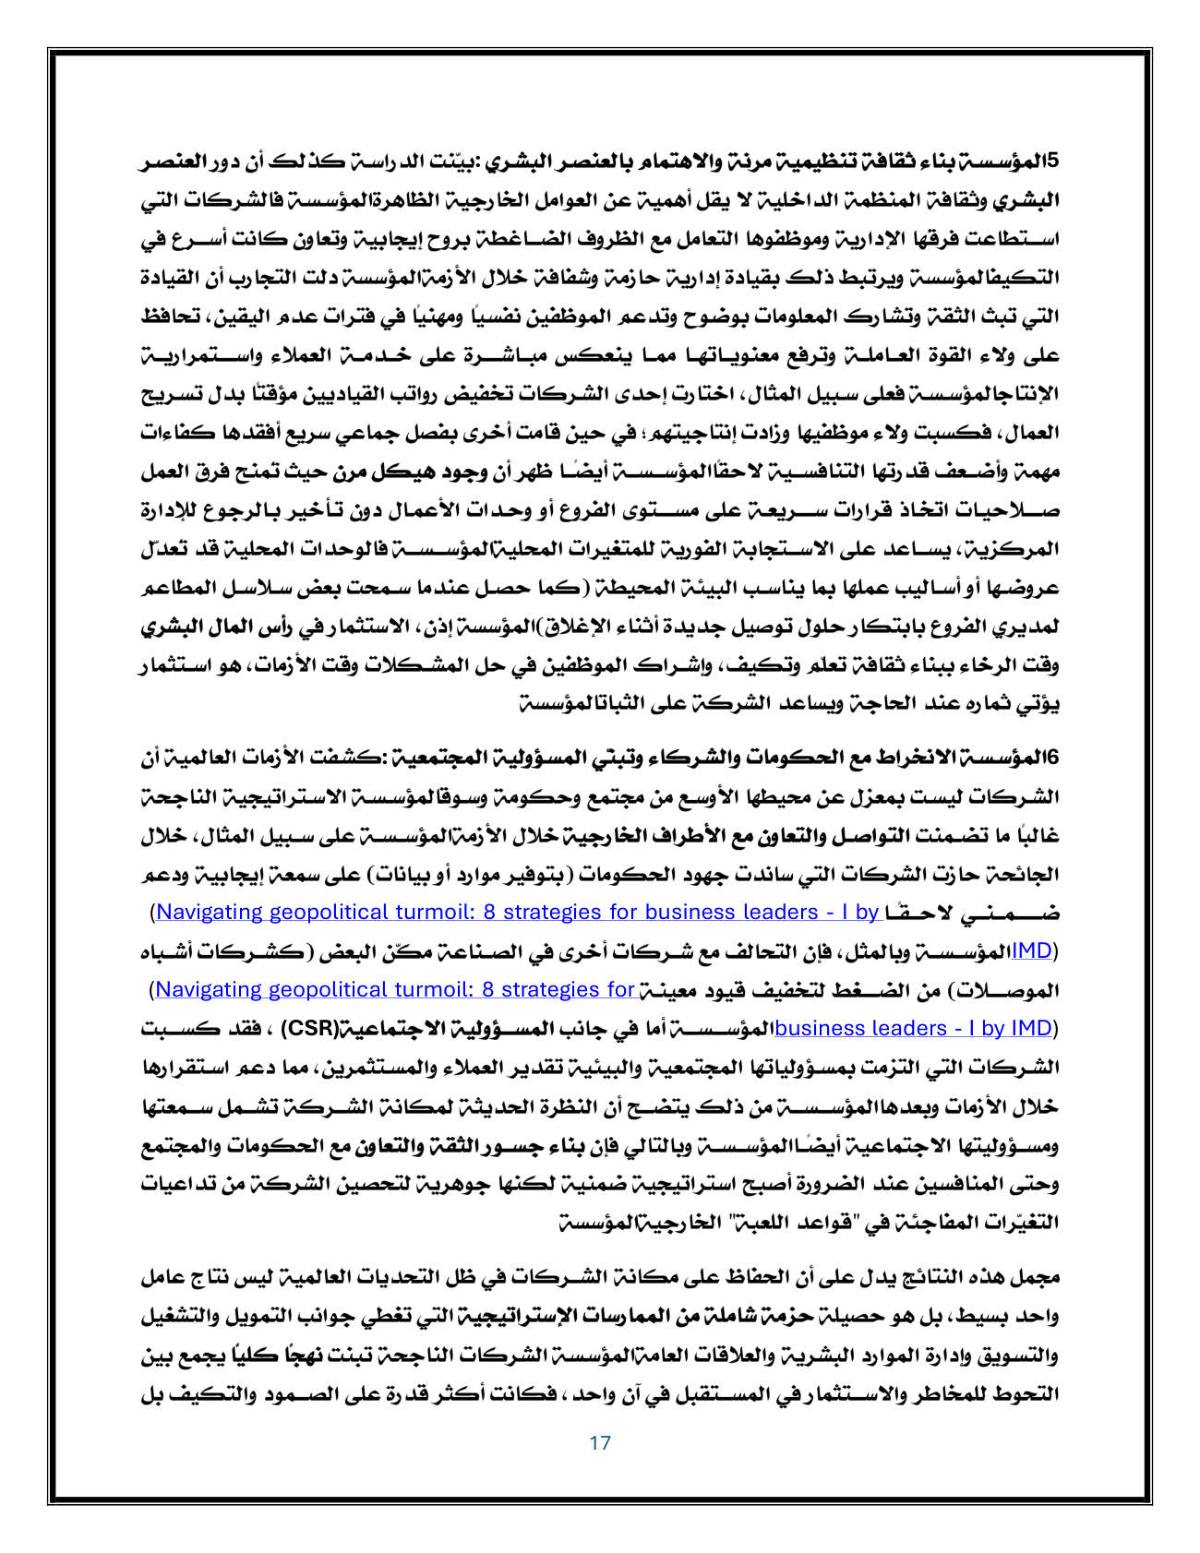 5المؤسسة بناء ثقافة تنظيمية مرنة والاهتمام بالعنصر البشري :بيّنت الدراسة كذلك أن دور العنصر
البشري وثقافة المنظمة الداخلية لا يقل أهمية عن العوامل الخارجية الظاهرةالمؤسسة فالشركات التي
استطاعت فرقها الإدارية وموظفوها التعامل مع الظروف الضاغطة بروح إيجابية وتعاون كانت أسرع في
التكيفالمؤسسة ويرتبط ذلك بقيادة إدارية حازمة وشفافة خلال الأزمةالمؤسسة دلت التجارب أن القيادة
التي تبث الثقة وتشارك المعلومات بوضوح وتدعم الموظفين نفسيًا ومهنيًا في فترات عدم اليقين، تحافظ
على ولاء القوة العاملة وترفع معنوياتها مما ينعكس مباشرة على خدمة العملاء واستمرارية
الإنتاجالمؤسسة فعلى سبيل المثال، اختارت إحدى الشركات تخفيض رواتب القياديين مؤقتًا بدل تسريح
العمال، فكسبت ولاء موظفيها وزادت إنتاجيتهم؛ في حين قامت أخرى بفصل جماعي سريع أفقدها كفاءات
مهمة وأضعف قدرتها التنافسية لاحقًاالمؤسسة أيضًا ظهر أن وجود هيكل مرن حيث تمنح فرق العمل
صلاحيات اتخاذ قرارات سريعة على مستوى الفروع أو وحدات الأعمال دون تأخير بالرجوع للإدارة
المركزية، يساعد على الاستجابة الفورية للمتغيرات المحليةالمؤسسة فالوحدات المحلية قد تعدّل
عروضها أو أساليب عملها بما يناسب البيئة المحيطة (كما حصل عندما سمحت بعض سلاسل المطاعم
لمديري الفروع بابتكار حلول توصيل جديدة أثناء الإغلاق)المؤسسة إذن، الاستثمار في رأس المال البشري
وقت الرخاء ببناء ثقافة تعلّم وتكيف، وإشراك الموظفين في حل المشكلات وقت الأزمات، هو استثمار
يؤتي ثماره عند الحاجة ويساعد الشركة على الثباتالمؤسسة
6المؤسسة الانخراط مع الحكومات والشركاء وتبنّي المسؤولية المجتمعية :كشفت الأزمات العالمية أن
الشركات ليست بمعزل عن محيطها الأوسع من مجتمع وحكومة وسوقالمؤسسة الاستراتيجية الناجحة
غالبًا ما تضمنت التواصل والتعاون مع الأطراف الخارجية خلال الأزمةالمؤسسة على سبيل المثال، خلال
الجائحة حازت الشركات التي ساندت جهود الحكومات (بتوفير موارد أو بيانات) على سمعة إيجابية ودعم
ضمني لاحقًا (Navigating geopolitical turmoil: 8 strategies for business leaders - I by
IMD)المؤسسة وبالمثل، فإن التحالف مع شركات أخرى في الصناعة مكّن البعض (كشركات أشباه
الموصلات) من الضغط لتخفيف قيود معينة (Navigating geopolitical turmoil: 8 strategies for
business leaders - I by IMD)المؤسسة أما في جانب المسؤولية الاجتماعية(CSR) ، فقد كسبت
الشركات التي التزمت بمسؤولياتها المجتمعية والبيئية تقدير العملاء والمستثمرين، مما دعم استقرارها
خلال الأزمات وبعدهاالمؤسسة من ذلك يتضح أن النظرة الحديثة لمكانة الشركة تشمل سمعتها
ومسؤوليتها الاجتماعية أيضًاالمؤسسة وبالتالي فإن بناء جسور الثقة والتعاون مع الحكومات والمجتمع
وحتى المنافسين عند الضرورة أصبح استراتيجية ضمنية لكنها جوهرية لتحصين الشركة من تداعيات
التغيّرات المفاجئة في "قواعد اللعبة" الخارجيةالمؤسسة
مجمل هذه النتائج يدل على أن الحفاظ على مكانة الشركات في ظل التحديات العالمية ليس نتاج عامل
واحد بسيط، بل هو حصيلة حزمة شاملة من الممارسات الإستراتيجية التي تغطي جوانب التمويل والتشغيل
والتسويق وإدارة الموارد البشرية والعلاقات العامةالمؤسسة الشركات الناجحة تبنت نهجًا كليًا يجمع بين
التحوط للمخاطر والاستثمار في المستقبل في آن واحد ، فكانت أكثر قدرة على الصمود والتكيف بل
17